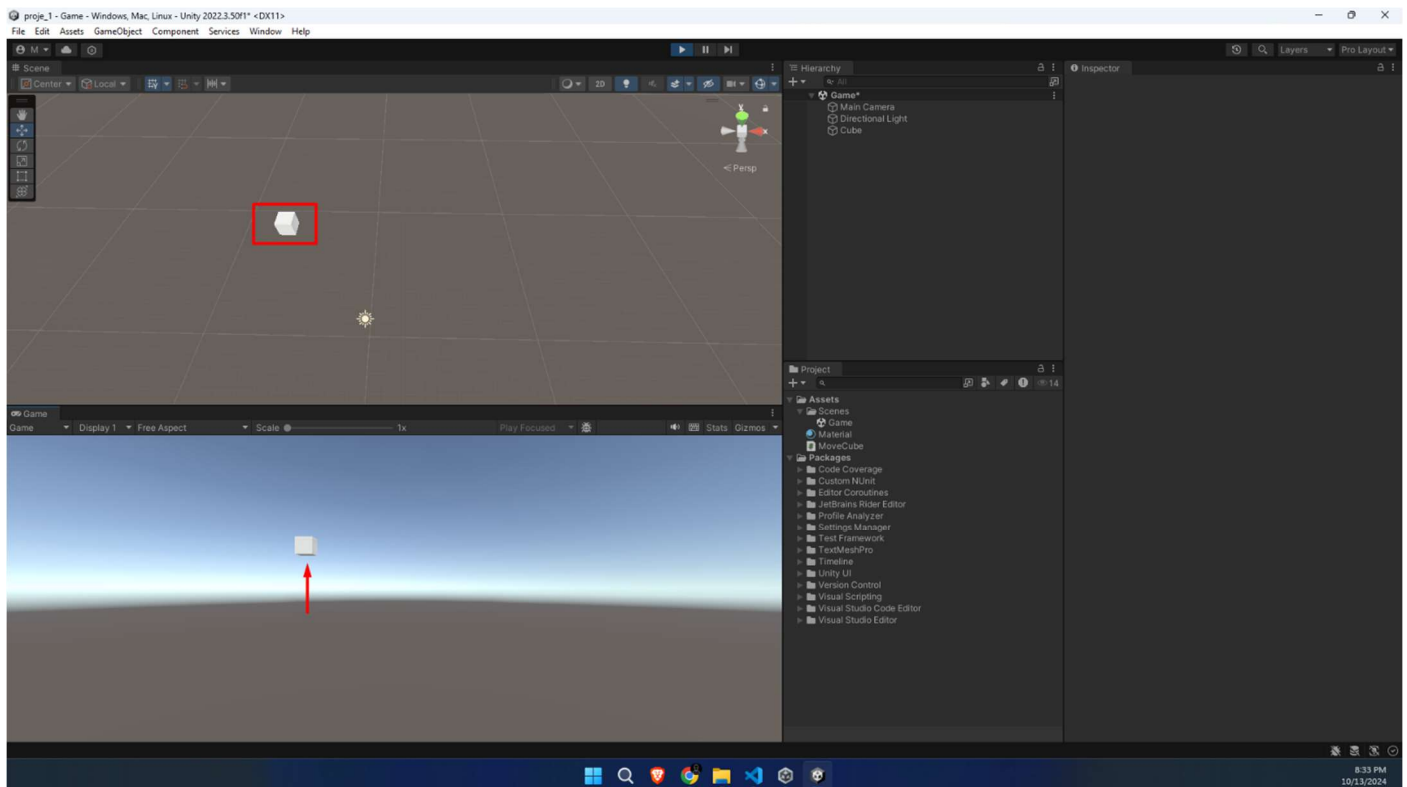 proje_1 - Game - Windows, Mac, Linux - Unity 2022.3.50f1* <DX11>
File Edit Assets GameObject Component Services Window Help
M
Layers
Pro Layout
Scene
Center
Local
2D
Persp
Hierarchy
All
Game*
Main Camera
Directional Light
Cube
Inspector
Game
Game
Display 1
Free Aspect
Scale
1x
Play Focused
Stats
Gizmos
Project
14
Assets
Scenes
Game
Material
MoveCube
Packages
Code Coverage
Custom NUnit
Editor Coroutines
JetBrains Rider Editor
Profile Analyzer
Settings Manager
Test Framework
TextMeshPro
Timeline
Unity UI
Version Control
Visual Scripting
Visual Studio Code Editor
Visual Studio Editor
8:33 PM
10/13/2024